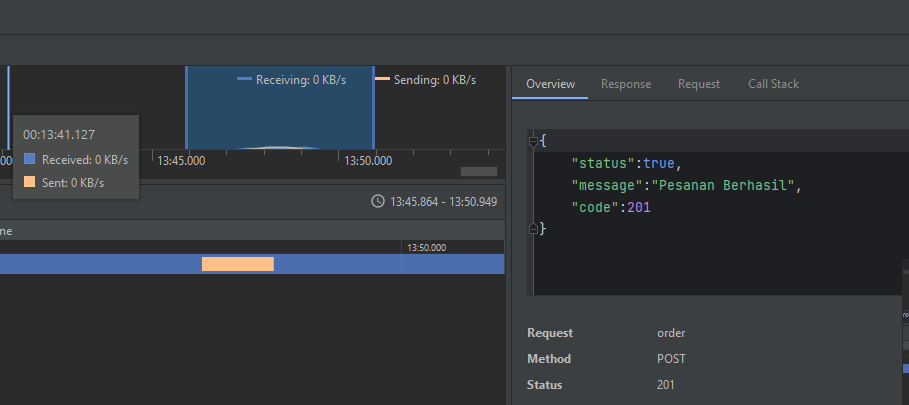 Receiving: 0 KB/s
Sending: 0 KB/s
00:13:41.127
Received: 0 KB/s
Sent: 0 KB/s
13:45.000
13:50.000
13:45.864 - 13:50.949
ne
13:50.000
Overview
Response
Request
Call Stack
{
"status":true,
"message":"Pesanan Berhasil",
"code":201
}
Request order
Method POST
Status 201